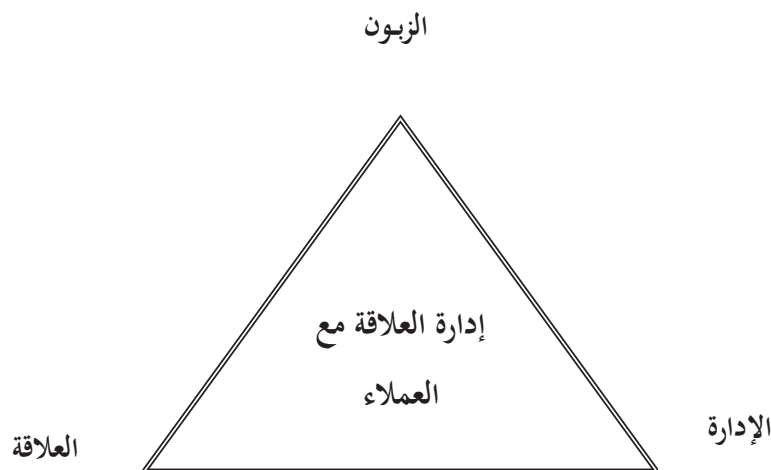 الزبون
إدارة العلاقة مع
العملاء
الإدارة
العلاقة